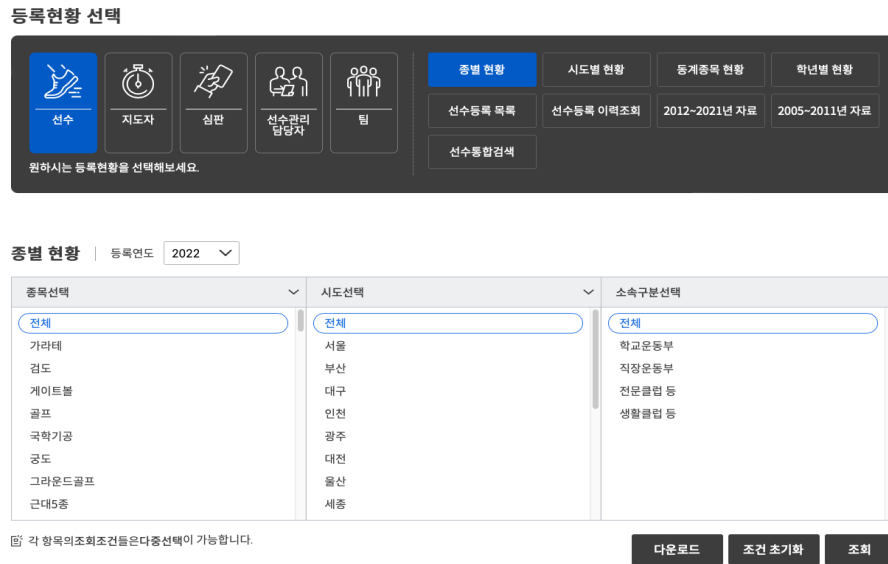 등록현황 선택
선수 지도자 심판 선수관리 담당자 팀
원하시는 등록현황을 선택해보세요.
종별 현황 시도별 현황 동계종목 현황 학년별 현황
선수등록 목록 선수등록 이력조회 2012~2021년 자료 2005~2011년 자료
선수통합검색
종별 현황 등록연도 2022
종목선택 시도선택 소속구분선택
전체 전체 전체
가라테 서울 학교운동부
검도 부산 직장운동부
게이트볼 대구 전문클럽 등
골프 인천 생활클럽 등
국학기공 광주
궁도 대전
그라운드골프 울산
근대5종 세종
각 항목의조회조건들은다중선택이 가능합니다.
다운로드 조건 초기화 조회